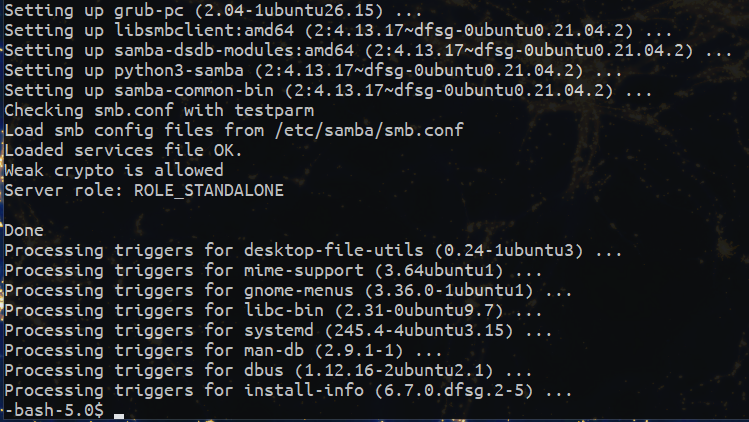 Setting up grub-pc (2.04-1ubuntu26.15) ...
Setting up libsmbclient:amd64 (2:4.13.17~dfsg-0ubuntu0.21.04.2) ...
Setting up samba-dsdb-modules:amd64 (2:4.13.17~dfsg-0ubuntu0.21.04.2) ...
Setting up python3-samba (2:4.13.17~dfsg-0ubuntu0.21.04.2) ...
Setting up samba-common-bin (2:4.13.17~dfsg-0ubuntu0.21.04.2) ...
Checking smb.conf with testparm
Load smb config files from /etc/samba/smb.conf
Loaded services file OK.
Weak crypto is allowed
Server role: ROLE_STANDALONE
Done
Processing triggers for desktop-file-utils (0.24-1ubuntu3) ...
Processing triggers for mime-support (3.64ubuntu1) ...
Processing triggers for gnome-menus (3.36.0-1ubuntu1) ...
Processing triggers for libc-bin (2.31-0ubuntu9.7) ...
Processing triggers for systemd (245.4-4ubuntu3.15) ...
Processing triggers for man-db (2.9.1-1) ...
Processing triggers for dbus (1.12.16-2ubuntu2.1) ...
Processing triggers for install-info (6.7.0.dfsg.2-5) ...
-bash-5.0$